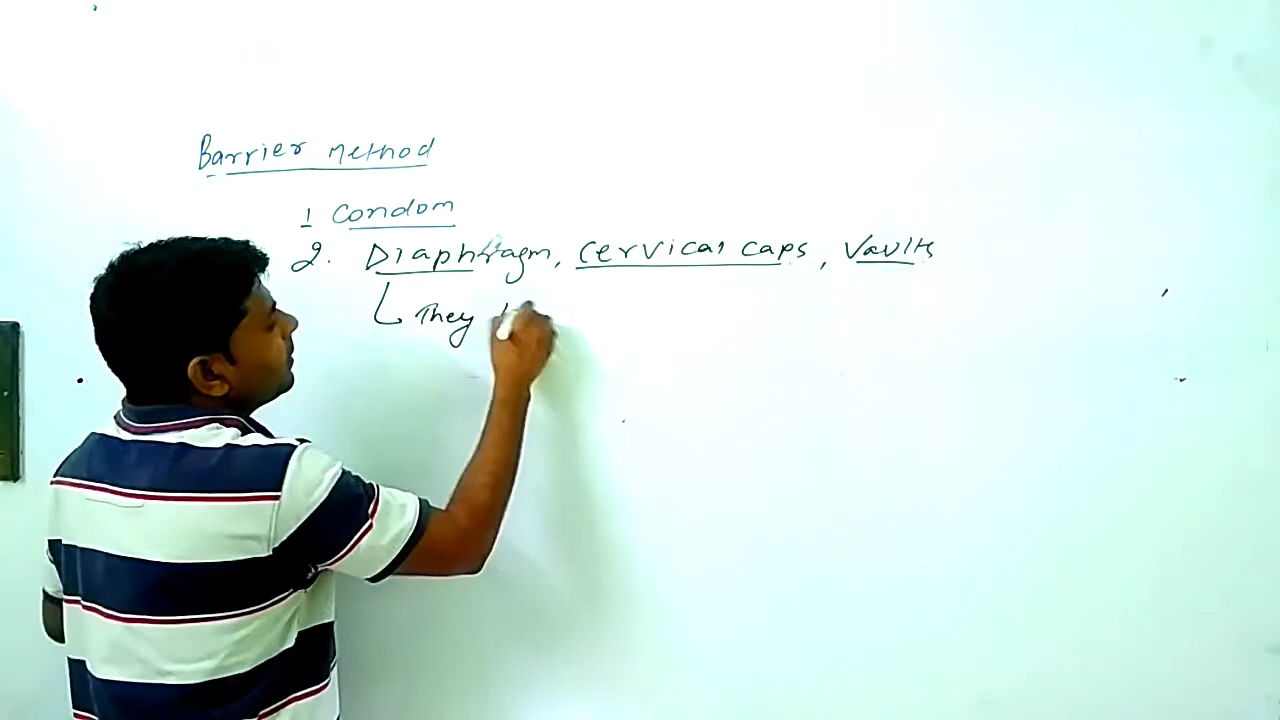 Barrier Method
1 Condom
2. Diaphragm, Cervical caps, Vaults
They